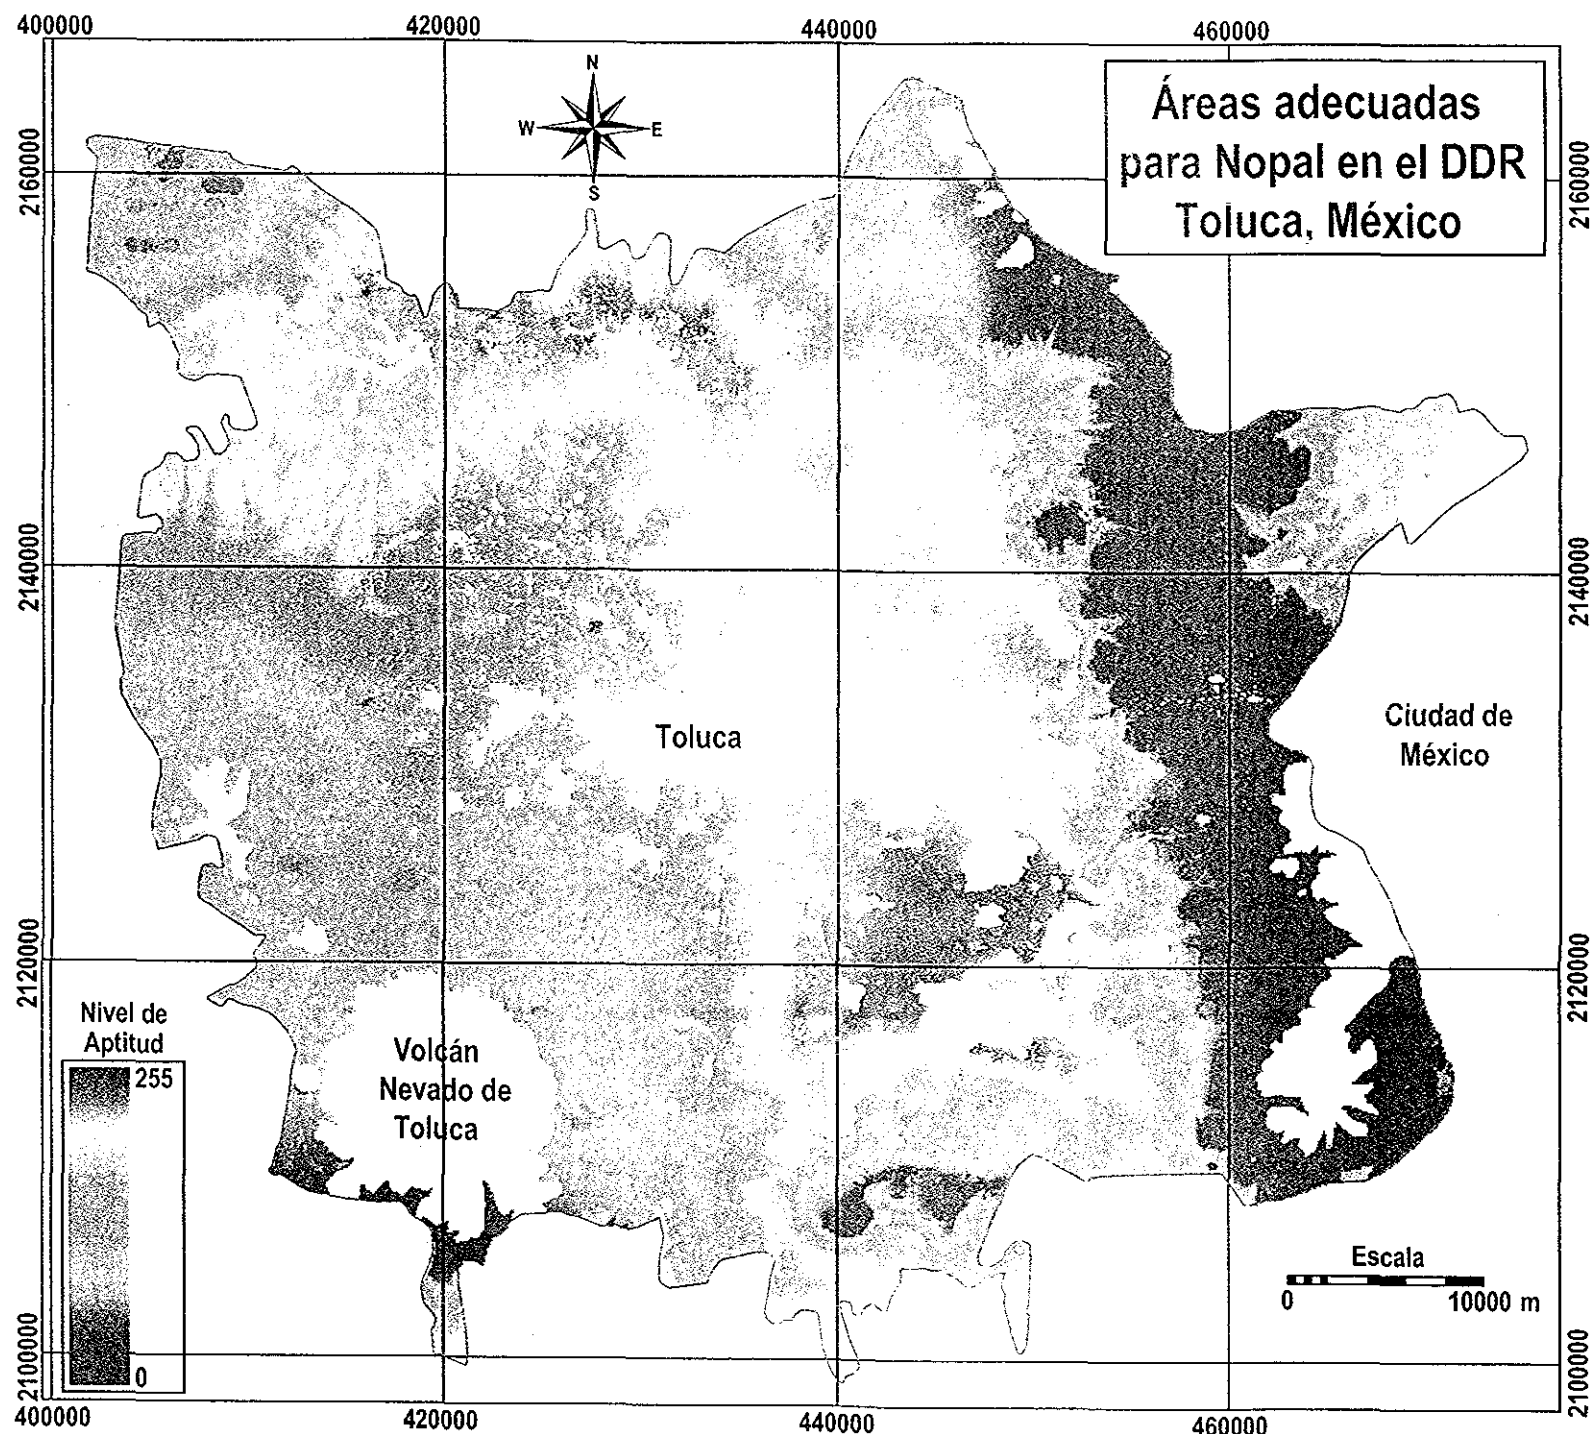 400000
420000
440000
460000
N
W
E
S
Áreas adecuadas
para Nopal en el DDR
Toluca, México
2160000
2160000
2140000
2140000
Toluca
Ciudad de
México
2120000
2120000
Nivel de
Aptitud
255
0
Volcán
Nevado de
Toluca
Escala
0
10000 m
2100000
2100000
400000
420000
440000
460000